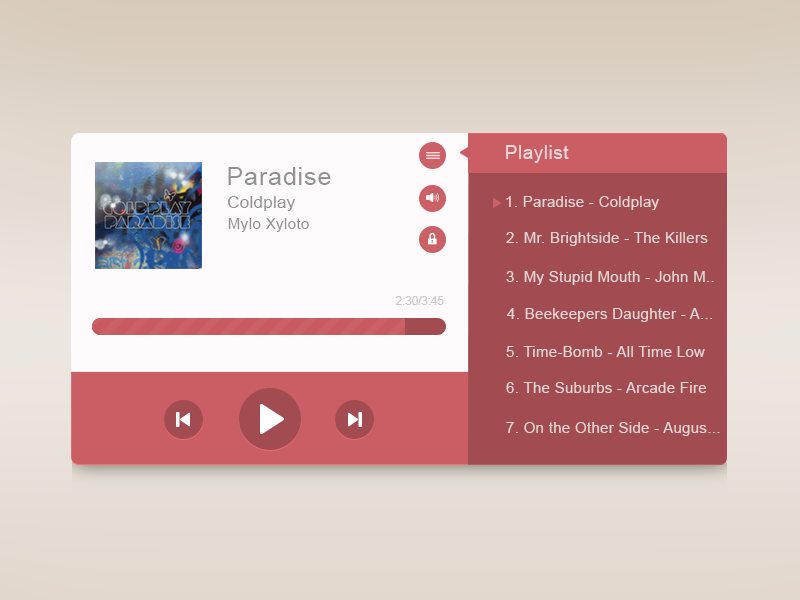 COLDPLAY
PARADISE
Paradise
Coldplay
Mylo Xyloto
2:30/3:45
Playlist
1. Paradise - Coldplay
2. Mr. Brightside - The Killers
3. My Stupid Mouth - John M..
4. Beekeepers Daughter - A...
5. Time-Bomb - All Time Low
6. The Suburbs - Arcade Fire
7. On the Other Side - Augus...